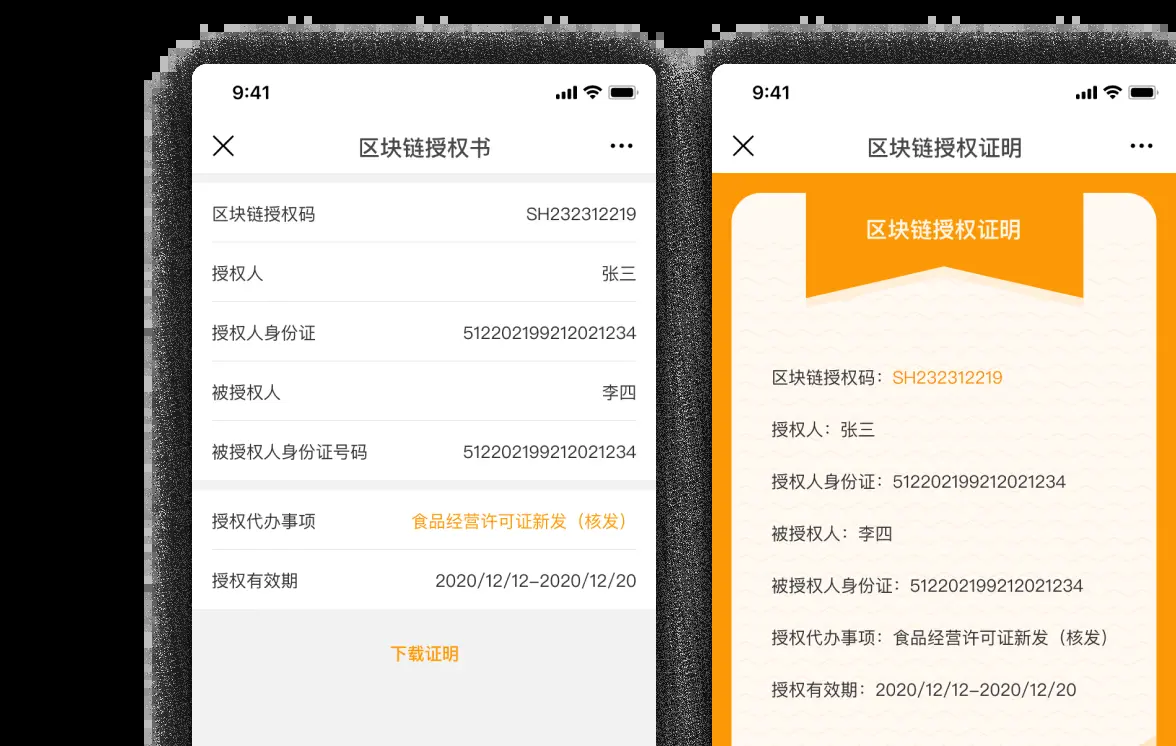 9:41
区块链授权书
区块链授权码 SH232312219
授权人 张三
授权人身份证 512202199212021234
被授权人 李四
被授权人身份证号码 512202199212021234
授权代办事项 食品经营许可证新发（核发）
授权有效期 2020/12/12-2020/12/20
下载证明
9:41
区块链授权证明
区块链授权证明
区块链授权码：SH232312219
授权人：张三
授权人身份证：512202199212021234
被授权人：李四
被授权人身份证：512202199212021234
授权代办事项：食品经营许可证新发（核发）
授权有效期：2020/12/12-2020/12/20